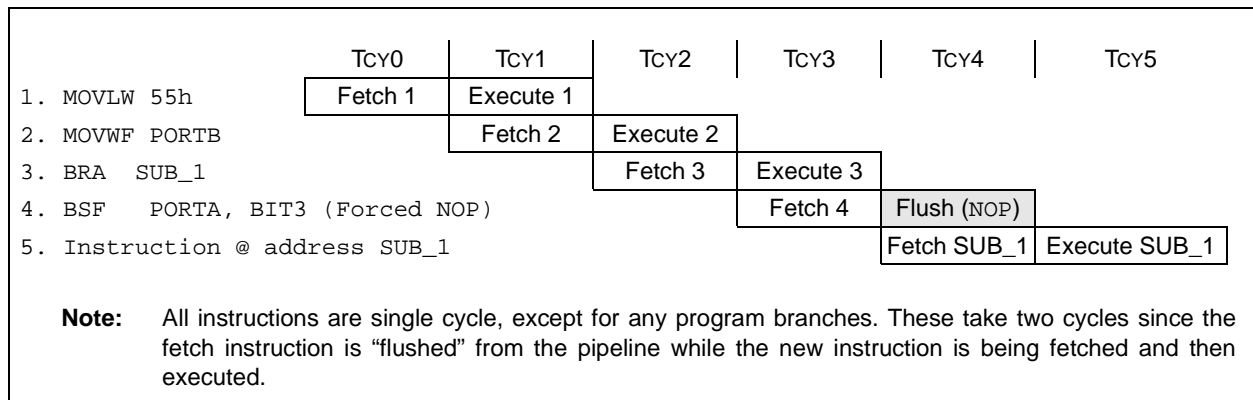 TCY0 TCY1 TCY2 TCY3 TCY4 TCY5
1. MOVLW 55h Fetch 1 Execute 1
2. MOVWF PORTB Fetch 2 Execute 2
3. BRA SUB_1 Fetch 3 Execute 3
4. BSF PORTA, BIT3 (Forced NOP) Fetch 4 Flush (NOP)
5. Instruction @ address SUB_1 Fetch SUB_1 Execute SUB_1
Note: All instructions are single cycle, except for any program branches. These take two cycles since the
fetch instruction is “flushed” from the pipeline while the new instruction is being fetched and then
executed.